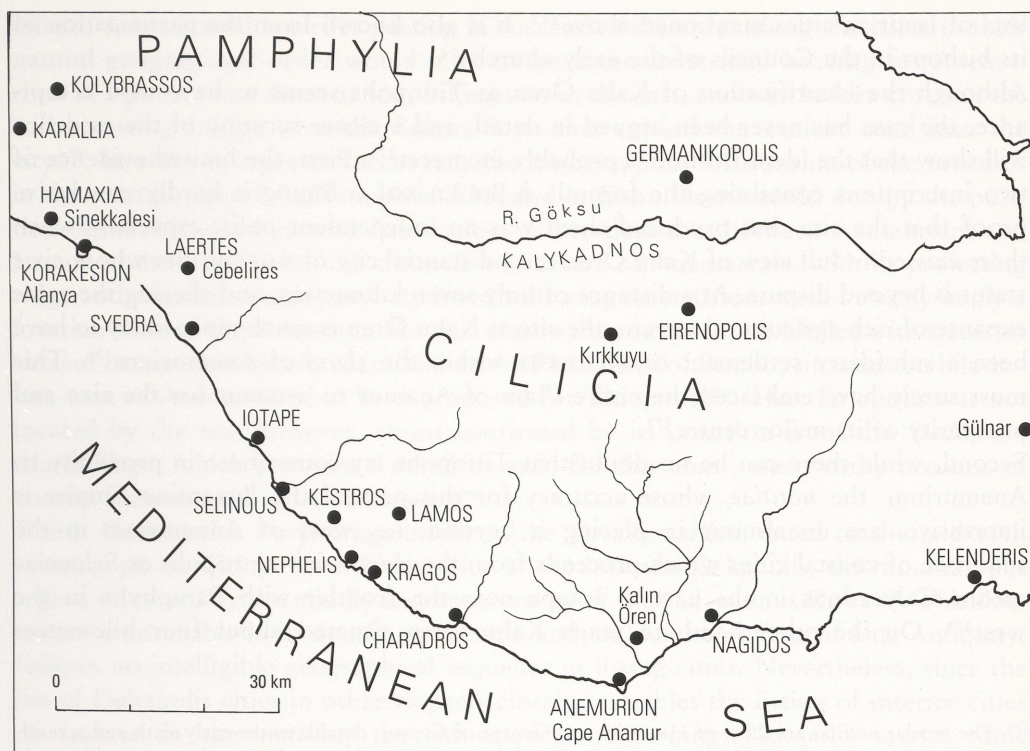 PAMPHYLIA
KOLYBRASSOS
KARALLIA
GERMANIKOPOLIS
HAMAXIA
Sinekkalesi
R. Göksu
KALYKADNOS
LAERTES
Cebelires
KORAKESION
Alanya
SYEDRA
EIRENOPOLIS
Kırkkuyu
CILICIA
IOTAPE
Gülnar
SELINOUS
KESTROS
LAMOS
NEPHELIS
KRAGOS
KELENDERIS
Kalın
Ören
CHARADROS
NAGIDOS
MEDITERRANEAN SEA
ANEMURION
Cape Anamur
0 30 km